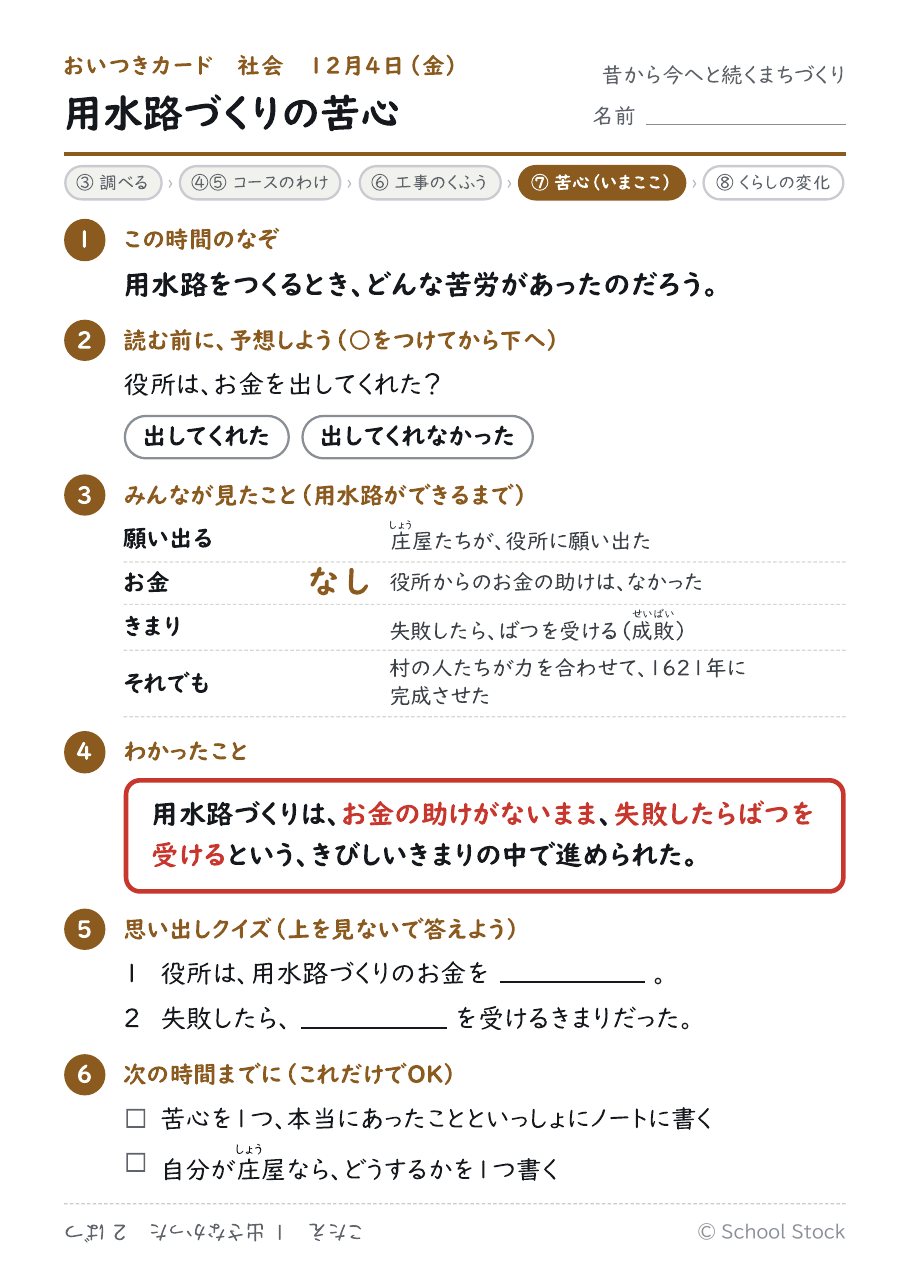 おいつきカード　社会　12月4日（金）
用水路づくりの苦心
昔から今へと続くまちづくり
名前
③ 調べる › ④⑤ コースのわけ › ⑥ 工事のくふう › ⑦ 苦心（いまここ） › ⑧ くらしの変化
1 この時間のなぞ
用水路をつくるとき、どんな苦労があったのだろう。
2 読む前に、予想しよう（○をつけてから下へ）
役所は、お金を出してくれた？
出してくれた 出してくれなかった
3 みんなが見たこと（用水路ができるまで）
しょう
願い出る 庄屋たちが、役所に願い出た
お金 なし 役所からのお金の助けは、なかった
せいばい
きまり 失敗したら、ばつを受ける（成敗）
それでも 村の人たちが力を合わせて、1621年に
完成させた
4 わかったこと
用水路づくりは、お金の助けがないまま、失敗したらばつを
受けるという、きびしいきまりの中で進められた。
5 思い出しクイズ（上を見ないで答えよう）
1 役所は、用水路づくりのお金を 。
2 失敗したら、 を受けるきまりだった。
6 次の時間までに（これだけでOK）
□ 苦心を1つ、本当にあったことといっしょにノートに書く
しょう
□ 自分が庄屋なら、どうするかを1つ書く
こたえ　1 出さなかった　2 ばつ
© School Stock